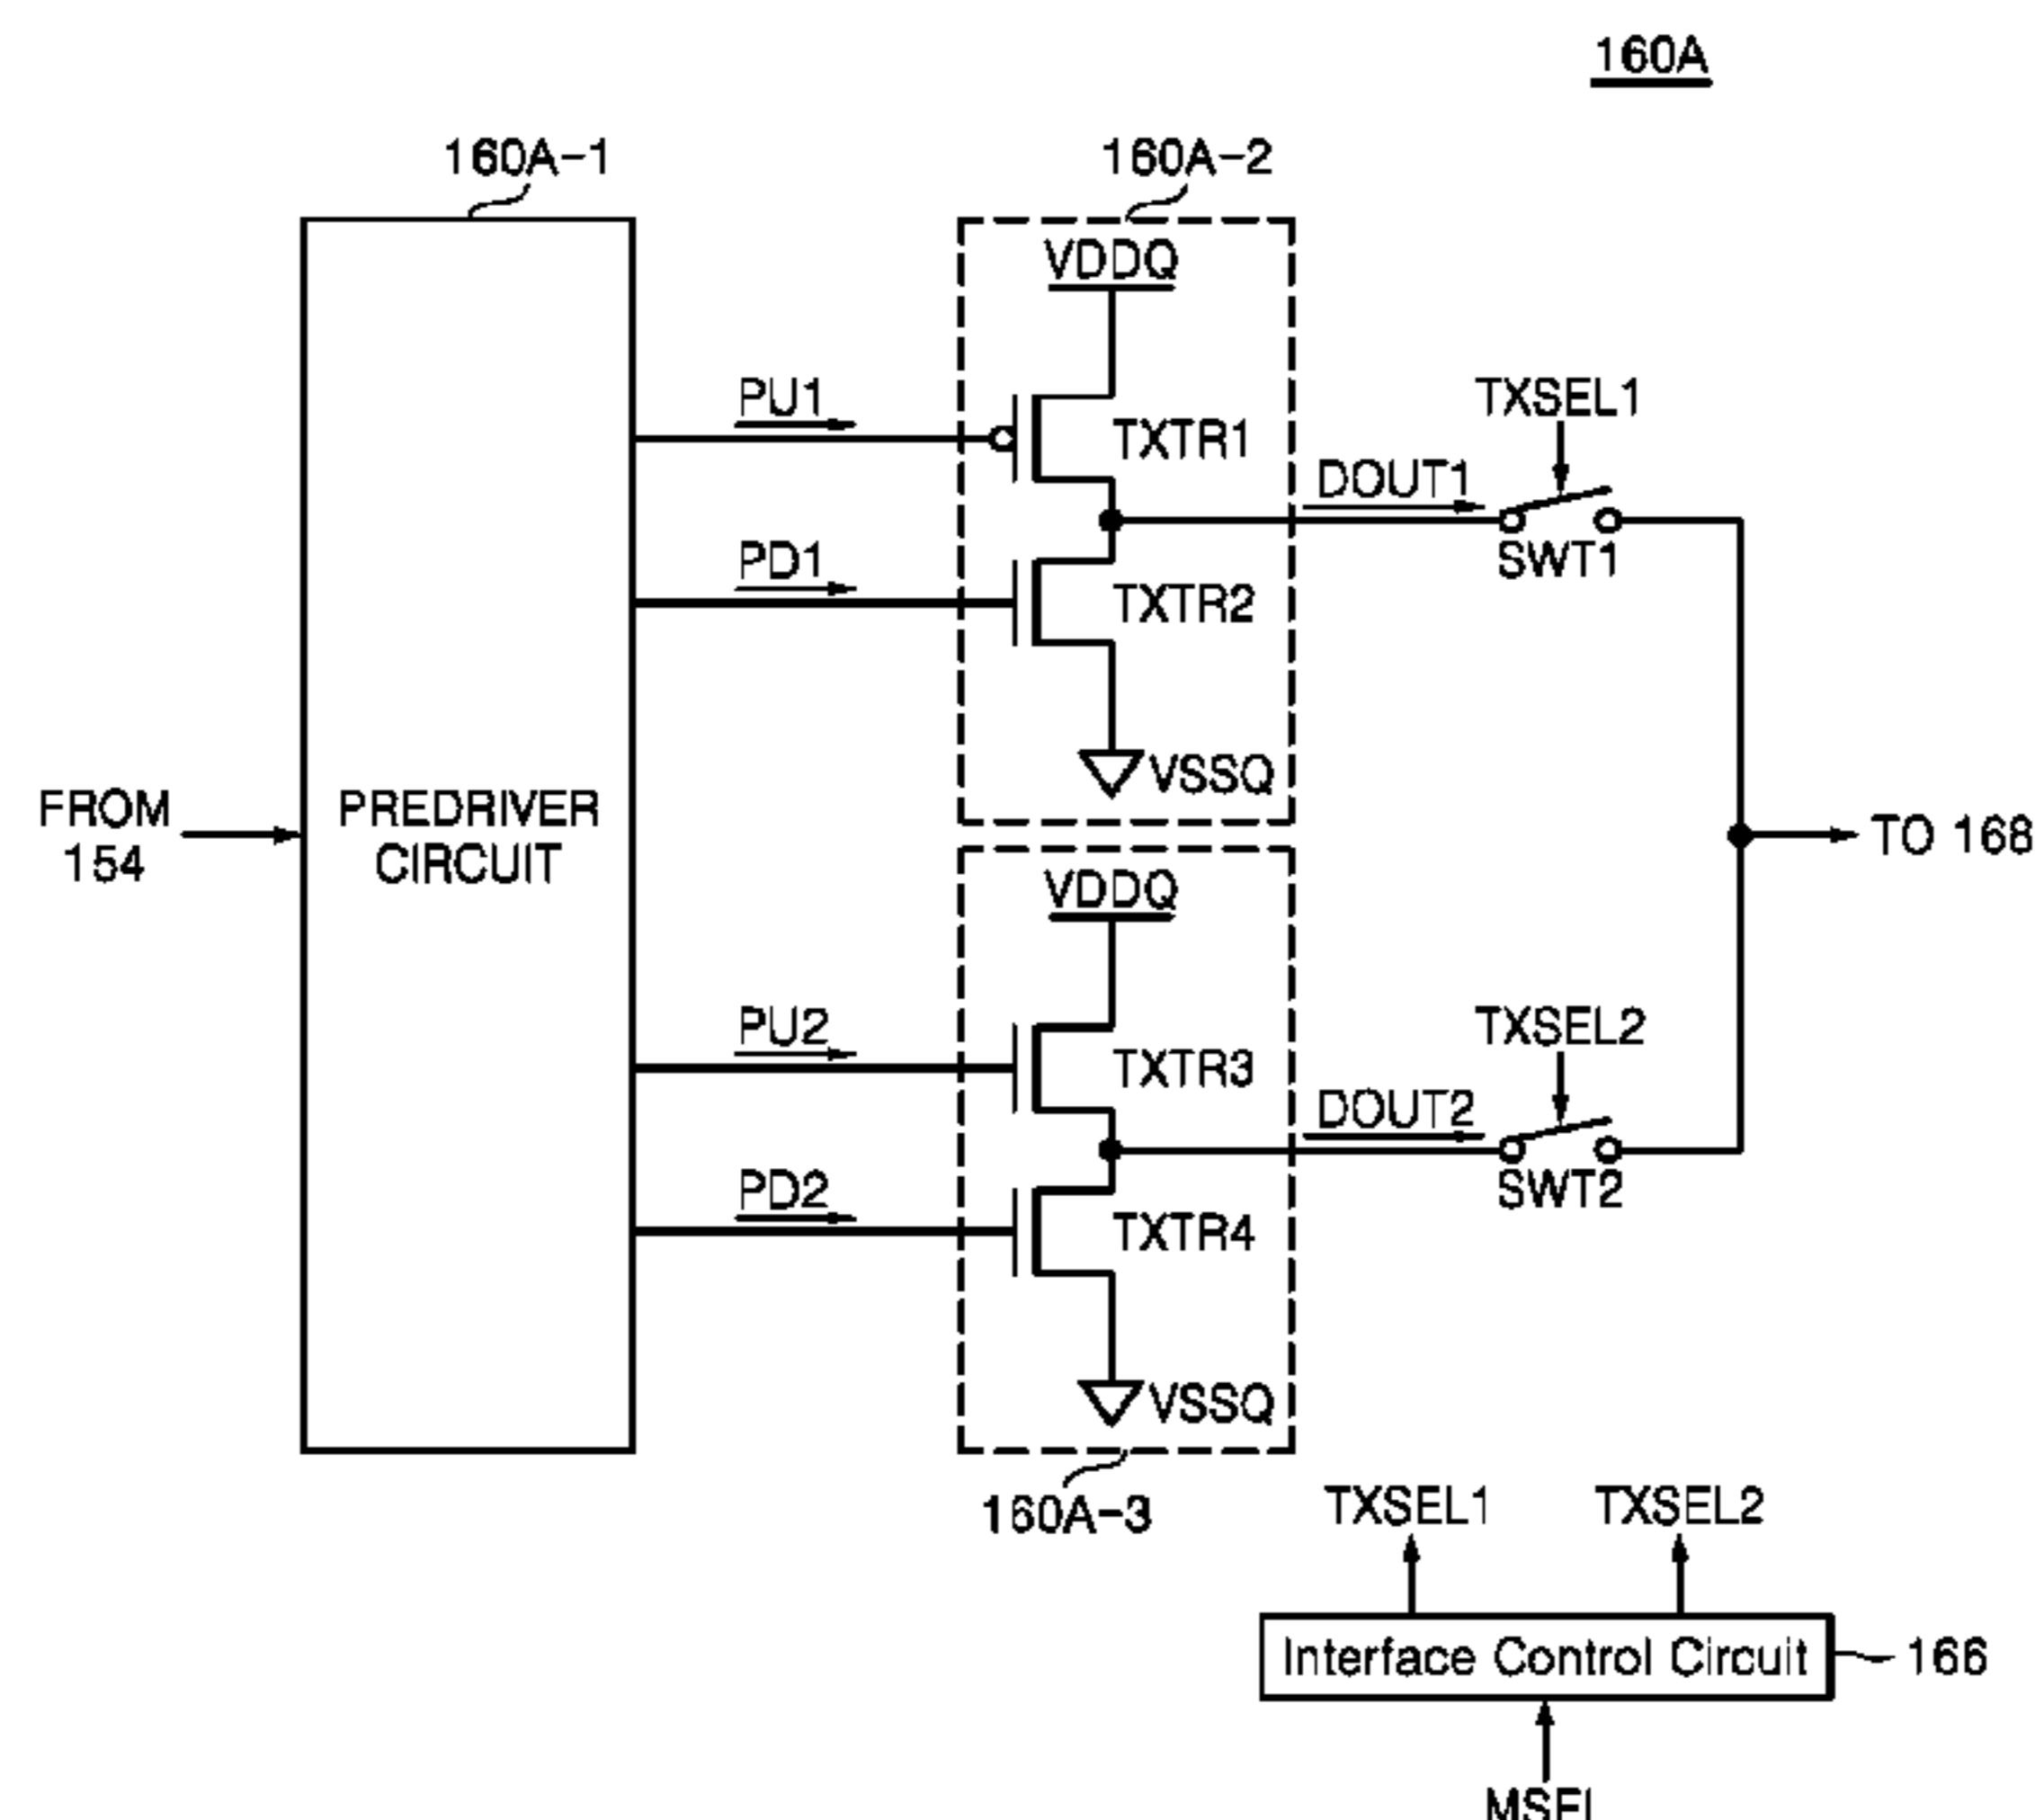 160A
160A-1
160A-2
VDDQ
PU1
TXTR1
TXSEL1
DOUT1
SWT1
PD1
TXTR2
VSSQ
FROM
154
PREDRIVER
CIRCUIT
TO 168
VDDQ
PU2
TXTR3
TXSEL2
DOUT2
SWT2
PD2
TXTR4
VSSQ
160A-3
TXSEL1
TXSEL2
Interface Control Circuit
166
MSEL